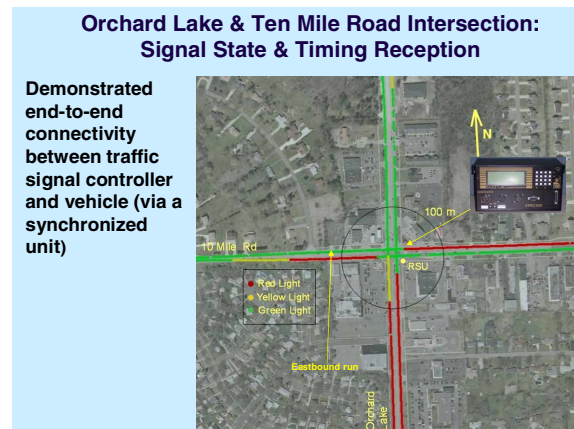 Orchard Lake & Ten Mile Road Intersection:
Signal State & Timing Reception
Demonstrated
end-to-end
connectivity
between traffic
signal controller
and vehicle (via a
synchronized
unit)
N
100 m
10 Mile Rd
RSU
Red Light
Yellow Light
Green Light
Eastbound run
Orchard
Lake